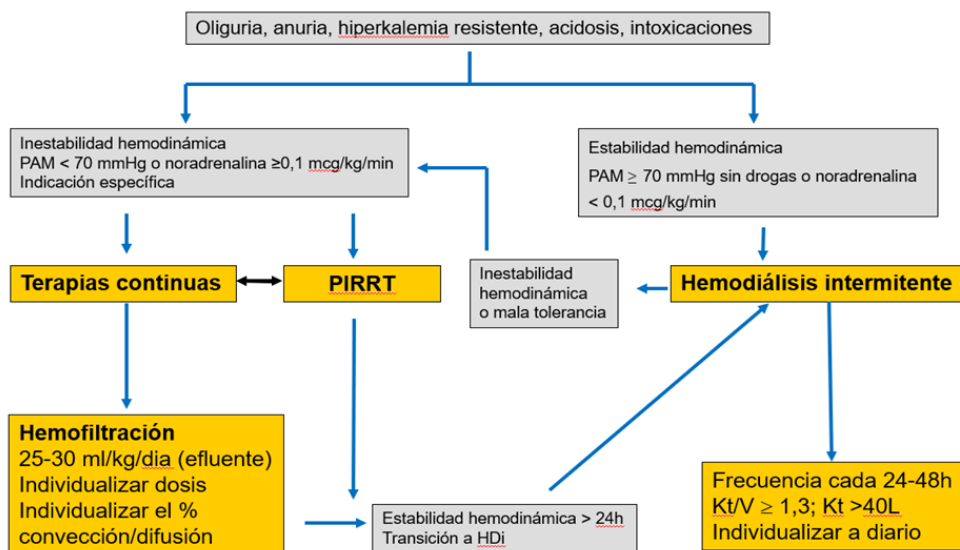 Oliguria, anuria, hiperkalemia resistente, acidosis, intoxicaciones
Inestabilidad hemodinámica
PAM < 70 mmHg o noradrenalina ≥0,1 mcg/kg/min
Indicación específica
Estabilidad hemodinámica
PAM ≥ 70 mmHg sin drogas o noradrenalina
< 0,1 mcg/kg/min
Terapias continuas
PIRRT
Inestabilidad
hemodinámica
o mala tolerancia
Hemodiálisis intermitente
Hemofiltración
25-30 ml/kg/dia (efluente)
Individualizar dosis
Individualizar el %
convección/difusión
Estabilidad hemodinámica > 24h
Transición a HDi
Frecuencia cada 24-48h
Kt/V ≥ 1,3; Kt >40L
Individualizar a diario